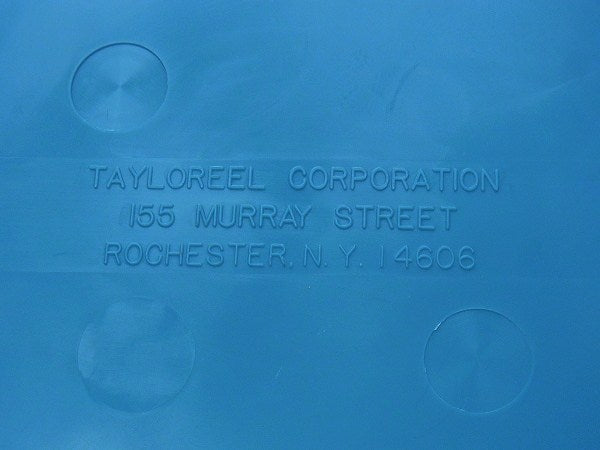 TAYLOREEL CORPORATION
155 MURRAY STREET
ROCHESTER, N.Y. 14606